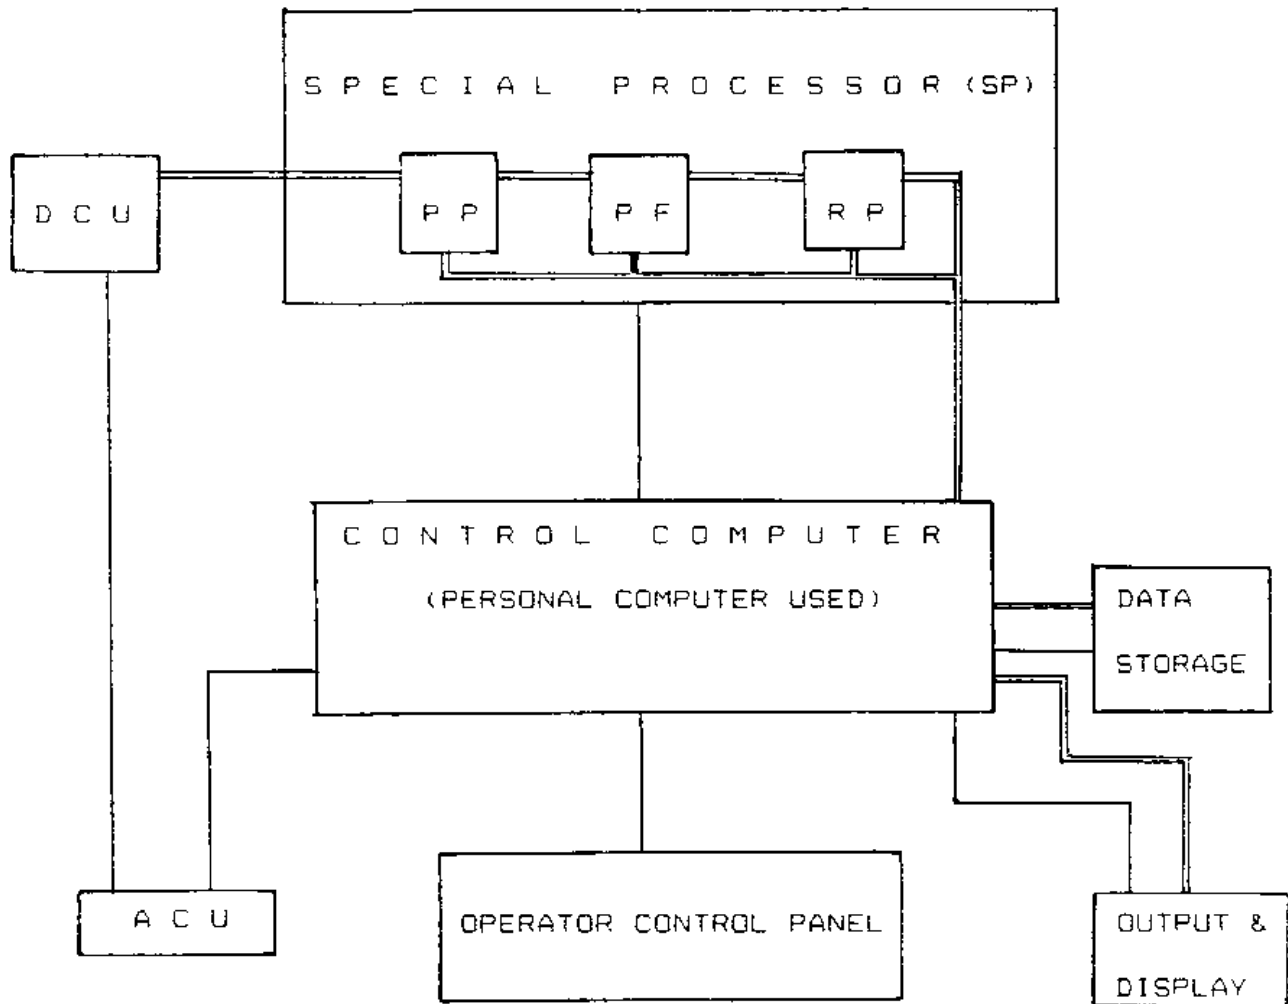 SPECIAL PROCESSOR (SP)
DCU
PP
PF
RP
CONTROL COMPUTER
(PERSONAL COMPUTER USED)
DATA
STORAGE
ACU
OPERATOR CONTROL PANEL
OUTPUT &
DISPLAY